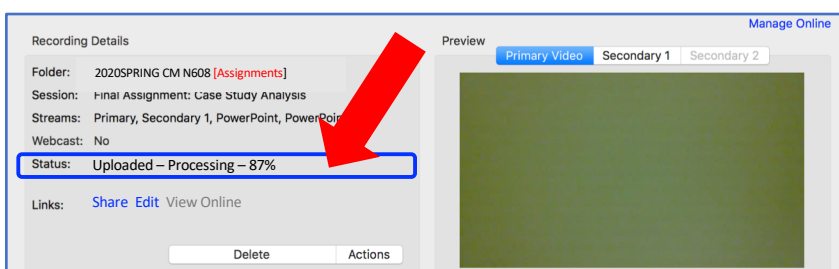 Manage Online
Recording Details
Preview
Primary Video Secondary 1 Secondary 2
Folder: 2020SPRING CM N608 [Assignments]
Session: Final Assignment: Case Study Analysis
Streams: Primary, Secondary 1, PowerPoint,
Webcast: No
Status: Uploaded – Processing – 87%
Links: Share Edit View Online
Delete Actions